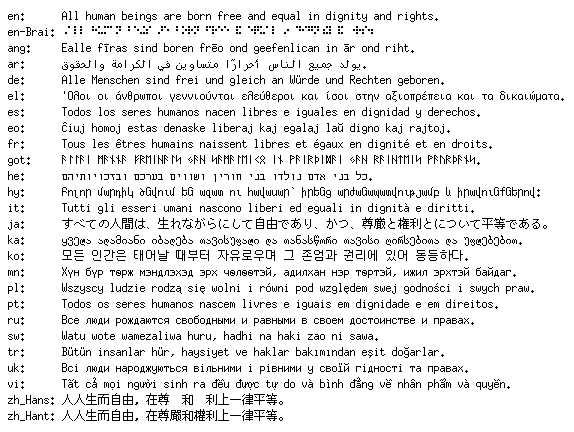 en: All human beings are born free and equal in dignity and rights.
en-Brai:
ang: Ealle fīras sind boren frēo ond geefenlican in ār ond riht.
ar: يولد جميع الناس أحرارًا متساوين في الكرامة والحقوق.
de: Alle Menschen sind frei und gleich an Würde und Rechten geboren.
el: 'Ολοι οι άνθρωποι γεννιούνται ελεύθεροι και ίσοι στην αξιοπρέπεια και τα δικαιώματα.
es: Todos los seres humanos nacen libres e iguales en dignidad y derechos.
eo: Ĉiuj homoj estas denaske liberaj kaj egalaj laŭ digno kaj rajtoj.
fr: Tous les êtres humains naissent libres et égaux en dignité et en droits.
got:
he: כל בני אדם נולדו בני חורין ושווים בערכם ובזכויותיהם.
hy: Բոլոր մարդիկ ծնվում են ազատ ու հավասար՝ իրենց արժանապատվությամբ և իրավունքներով:
it: Tutti gli esseri umani nascono liberi ed eguali in dignità e diritti.
ja: すべての人間は、生れながらにして自由であり、かつ、尊厳と権利とについて平等である。
ka: ყველა ადამიანი იბადება თავისუფალი და თანასწორი თავისი ღირსებითა და უფლებებით.
ko: 모든 인간은 태어날 때부터 자유로우며 그 존엄과 권리에 있어 동등하다.
mn: Хүн бүр төрж мэндлэхэд эрх чөлөөтэй, адилхан нэр төртэй, ижил эрхтэй байдаг.
pl: Wszyscy ludzie rodzą się wolni i równi pod względem swej godności i swych praw.
pt: Todos os seres humanos nascem livres e iguais em dignidade e em direitos.
ru: Все люди рождаются свободными и равными в своем достоинстве и правах.
sw: Watu wote wamezaliwa huru, hadhi na haki zao ni sawa.
tr: Bütün insanlar hür, haysiyet ve haklar bakımından eşit doğarlar.
uk: Всі люди народжуються вільними і рівними у своїй гідності та правах.
vi: Tất cả mọi người sinh ra đều được tự do và bình đẳng về nhân phẩm và quyền.
zh_Hans: 人人生而自由,在尊　和　利上一律平等。
zh_Hant: 人人生而自由,在尊嚴和權利上一律平等。